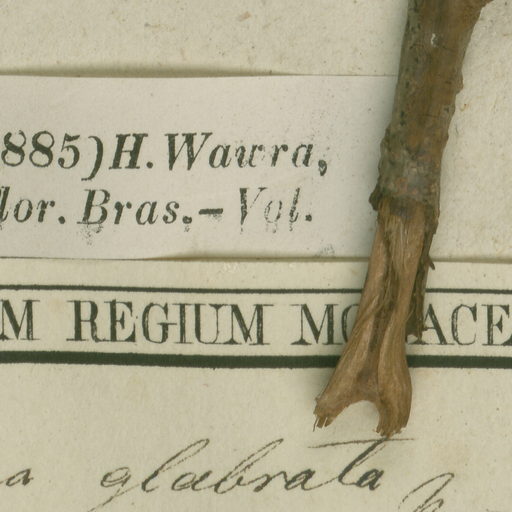 885) H. Wawra,
lor. Bras.– Vol.
M REGIUM MO ACE
a glabrata